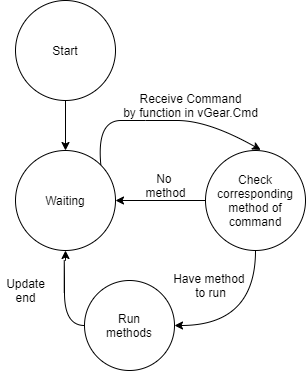 Start
Receive Command
by function in vGear.Cmd
Waiting
No
method
Check
corresponding
method of
command
Have method
to run
Update
end
Run
methods